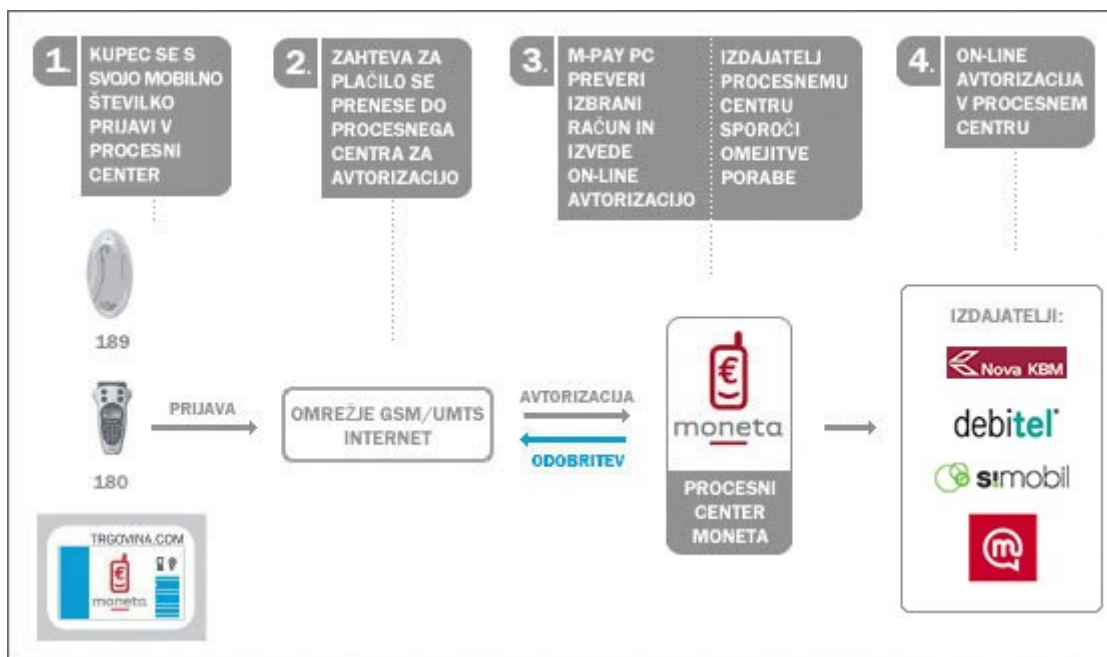 1.
KUPEC SE S
SVOJO MOBILNO
ŠTEVILKO
PRIJAVI V
PROCESNI
CENTER
2.
ZAHTEVA ZA
PLAČILO SE
PRENESE DO
PROCESNEGA
CENTRA ZA
AVTORIZACIJO
3.
M-PAY PC
PREVERI
IZBRANI
RAČUN IN
IZVEDE
ON-LINE
AVTORIZACIJO
IZDAJATELJ
PROCESNEMU
CENTRU
SPOROČI
OMEJITVE
PORABE
4.
ON-LINE
AVTORIZACIJA
V PROCESNEM
CENTRU
189
180
TRGOVINA.COM
€
moneta
PRIJAVA
OMREŽJE GSM/UMTS
INTERNET
AVTORIZACIJA
ODOBRITEV
€
moneta
PROCESNI
CENTER
MONETA
IZDAJATELJI:
Nova KBM
debitel
s!mobil
m